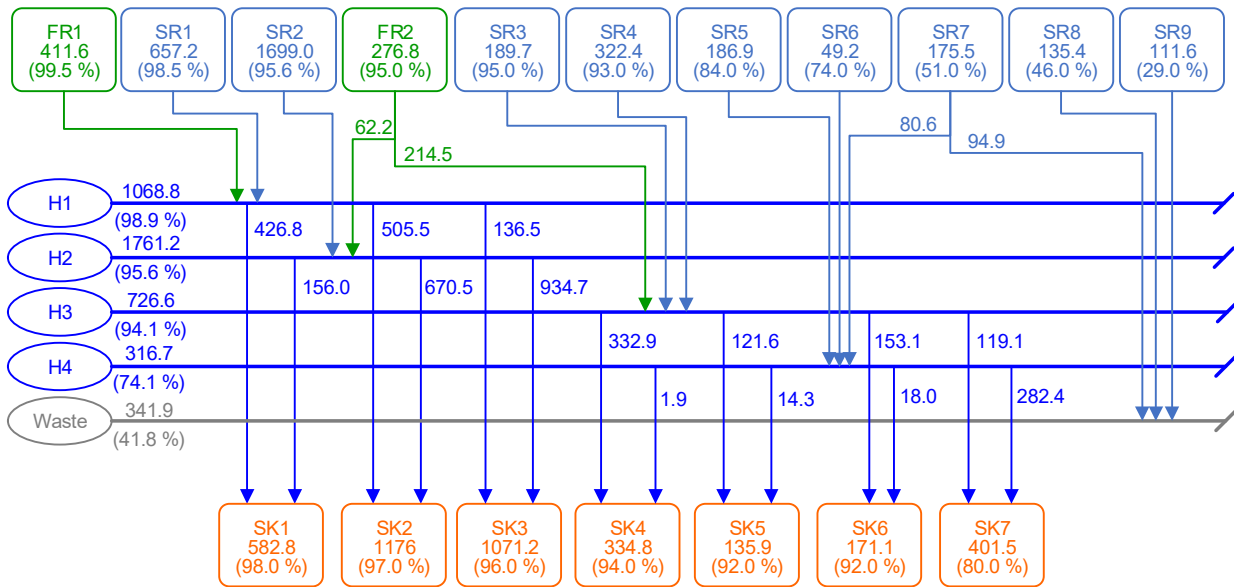 FR1
411.6
(99.5 %)
SR1
657.2
(98.5 %)
SR2
1699.0
(95.6 %)
FR2
276.8
(95.0 %)
SR3
189.7
(95.0 %)
SR4
322.4
(93.0 %)
SR5
186.9
(84.0 %)
SR6
49.2
(74.0 %)
SR7
175.5
(51.0 %)
SR8
135.4
(46.0 %)
SR9
111.6
(29.0 %)
62.2
214.5
80.6
94.9
H1
1068.8
(98.9 %)
426.8
505.5
136.5
H2
1761.2
(95.6 %)
156.0
670.5
934.7
H3
726.6
(94.1 %)
332.9
121.6
153.1
119.1
H4
316.7
(74.1 %)
1.9
14.3
18.0
282.4
Waste
341.9
(41.8 %)
SK1
582.8
(98.0 %)
SK2
1176
(97.0 %)
SK3
1071.2
(96.0 %)
SK4
334.8
(94.0 %)
SK5
135.9
(92.0 %)
SK6
171.1
(92.0 %)
SK7
401.5
(80.0 %)